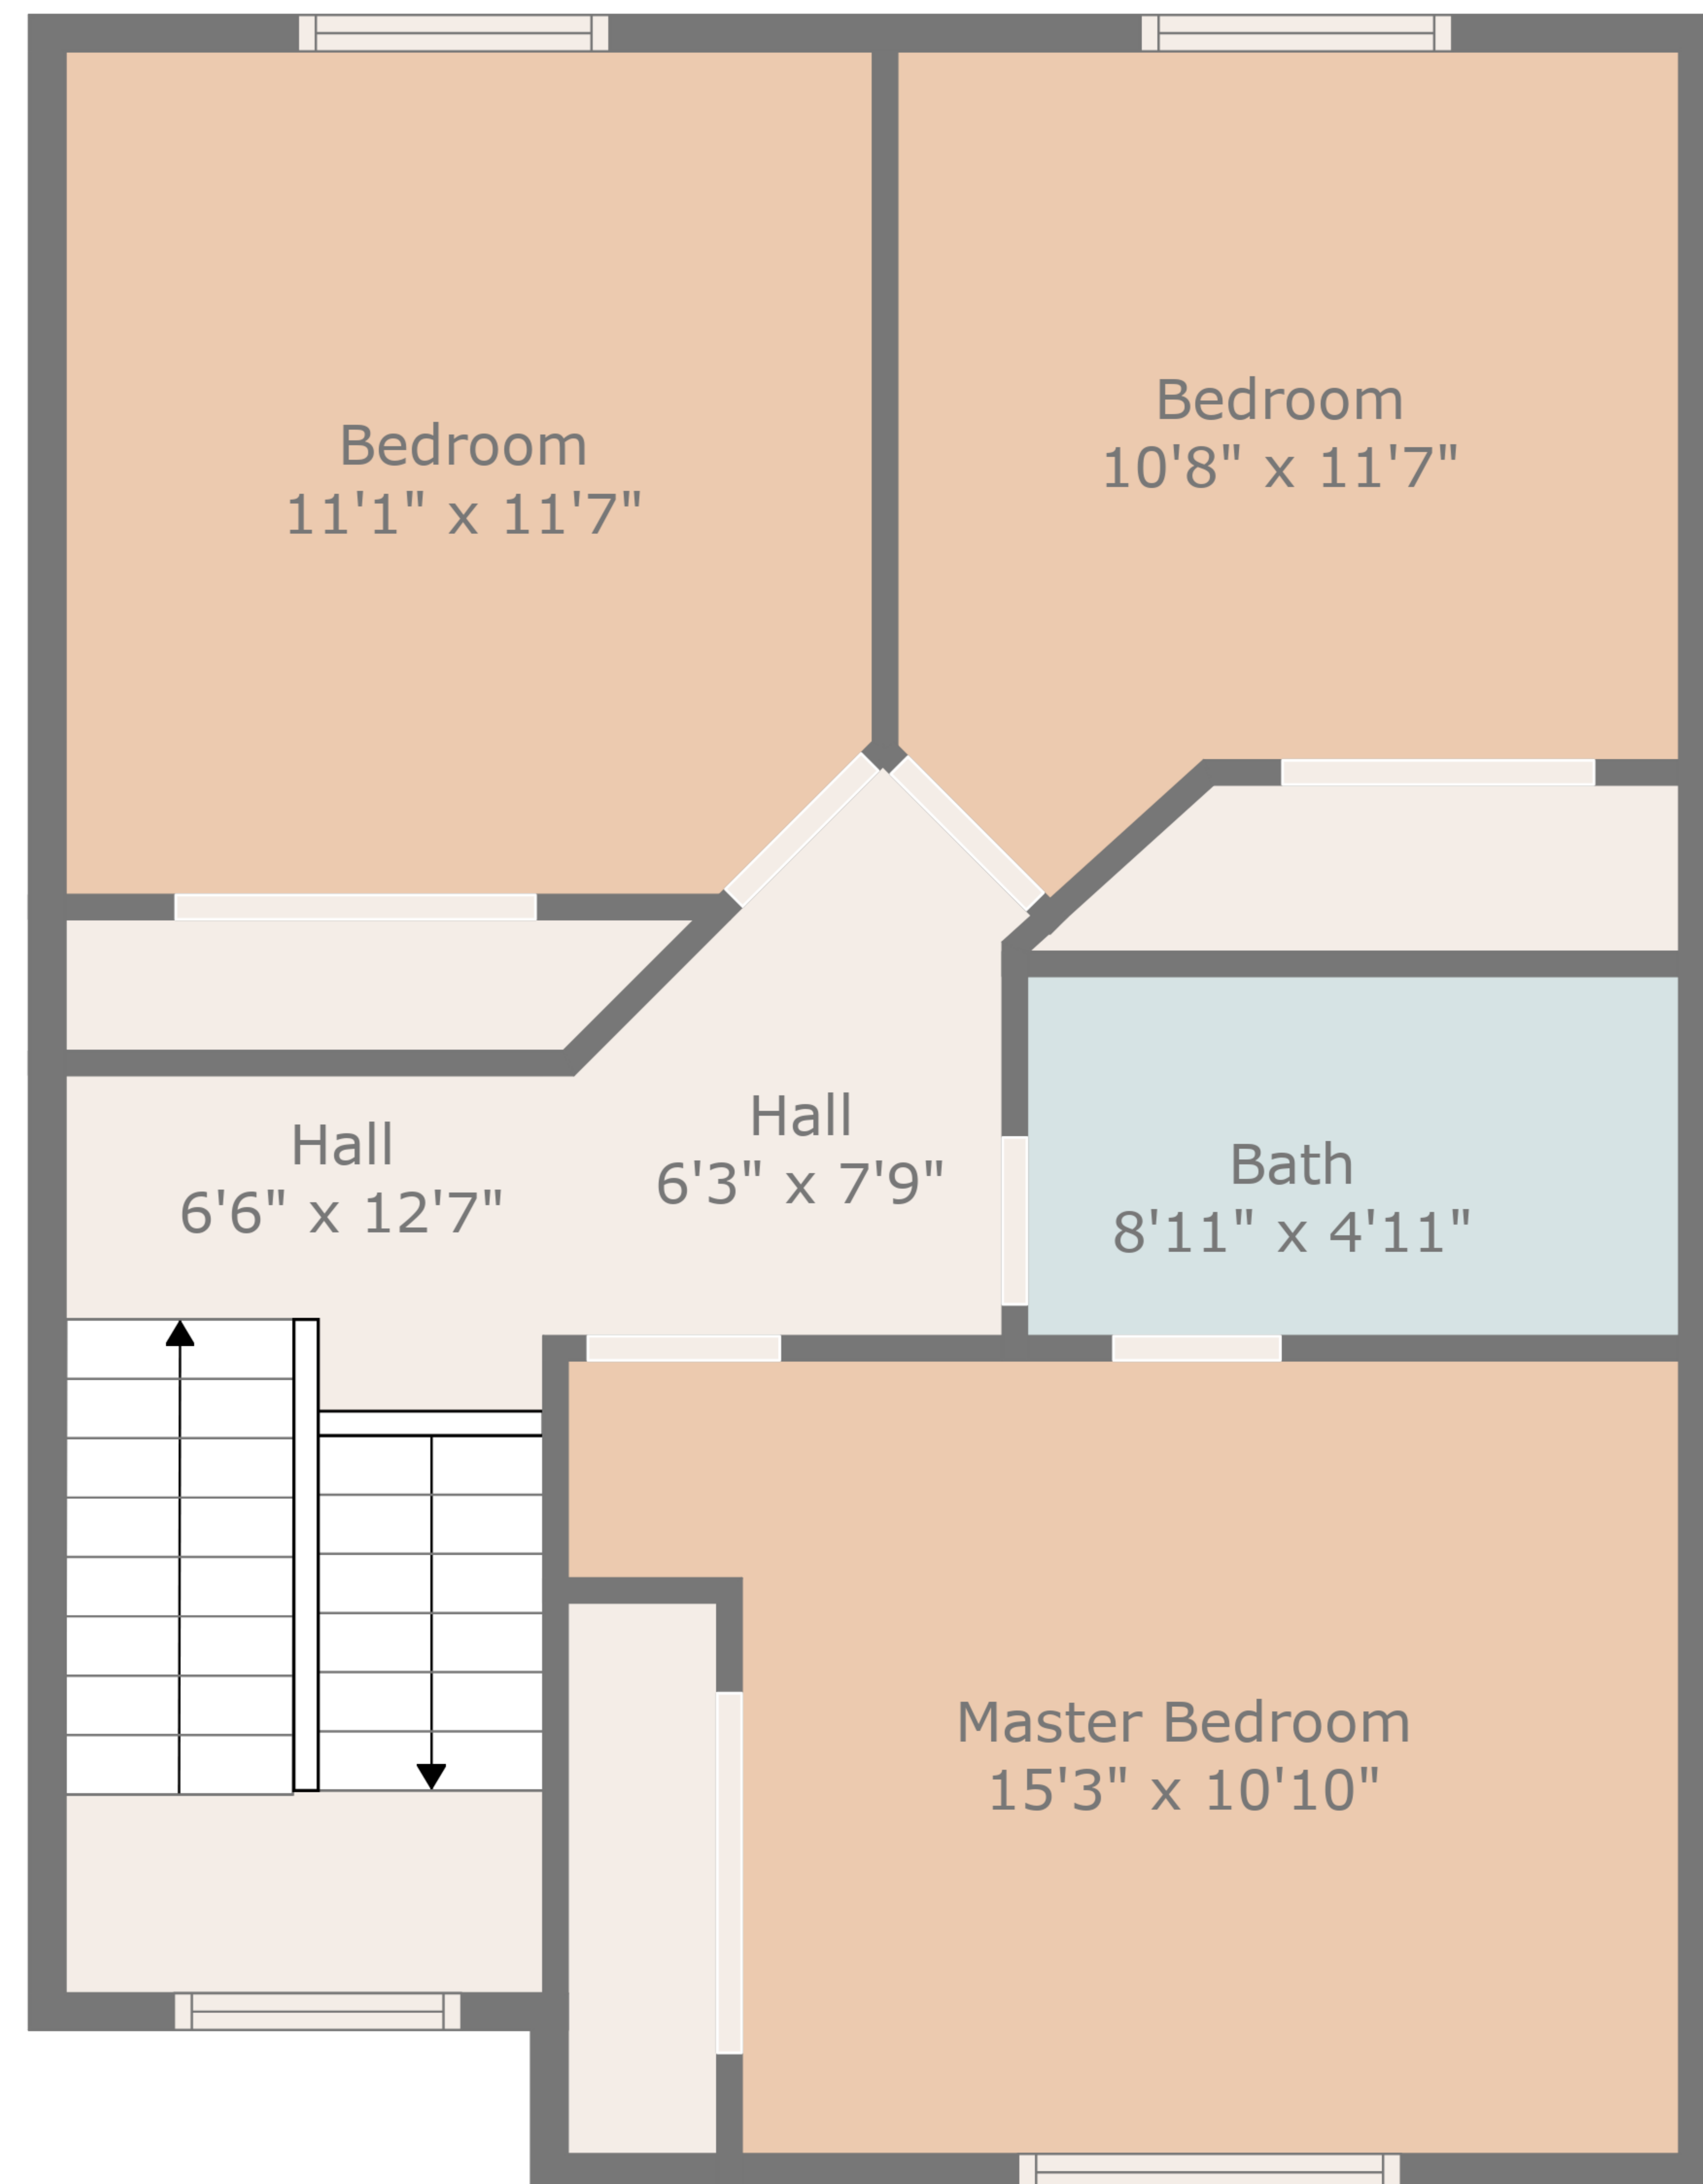 Bedroom
11'1" x 11'7"
Bedroom
10'8" x 11'7"
Hall
6'6" x 12'7"
Hall
6'3" x 7'9"
Bath
8'11" x 4'11"
Master Bedroom
15'3" x 10'10"